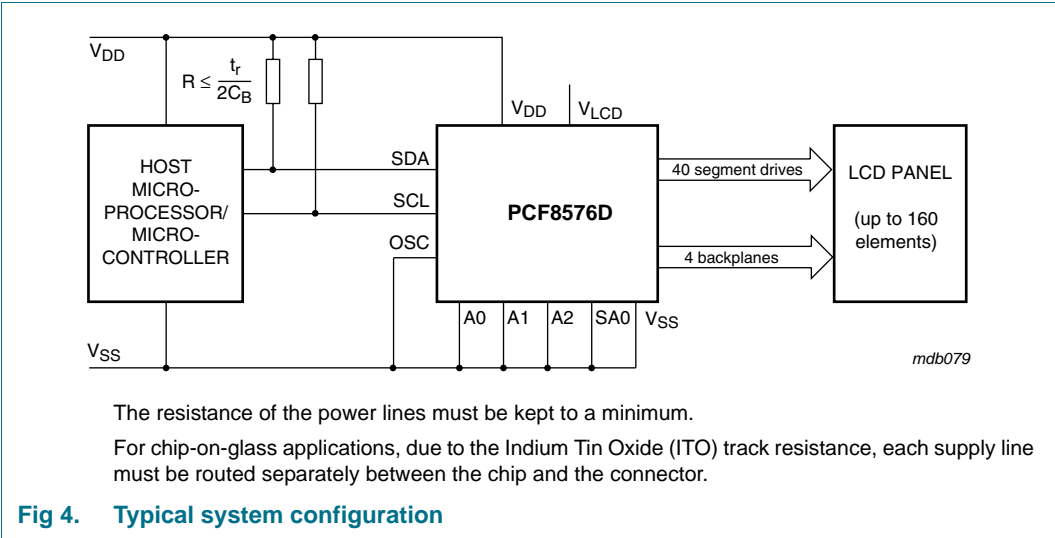 VDD
R ≤ tr
2CB
VDD
VLCD
HOST
MICRO-
PROCESSOR/
MICRO-
CONTROLLER
SDA
SCL
OSC
PCF8576D
40 segment drives
4 backplanes
LCD PANEL
(up to 160
elements)
A0
A1
A2
SA0
VSS
VSS
mdb079
The resistance of the power lines must be kept to a minimum.
For chip-on-glass applications, due to the Indium Tin Oxide (ITO) track resistance, each supply line
must be routed separately between the chip and the connector.
Fig 4. Typical system configuration